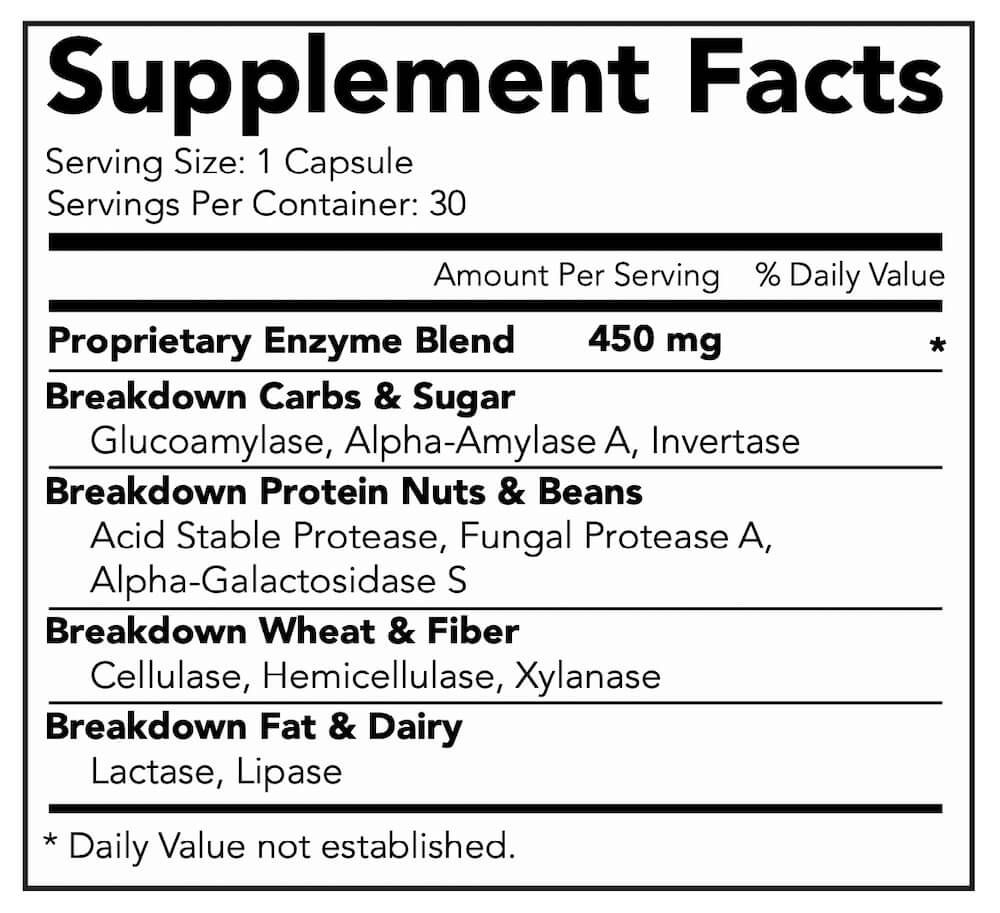 Supplement Facts
Serving Size: 1 Capsule
Servings Per Container: 30
Amount Per Serving % Daily Value
Proprietary Enzyme Blend 450 mg *
Breakdown Carbs & Sugar
Glucoamylase, Alpha-Amylase A, Invertase
Breakdown Protein Nuts & Beans
Acid Stable Protease, Fungal Protease A,
Alpha-Galactosidase S
Breakdown Wheat & Fiber
Cellulase, Hemicellulase, Xylanase
Breakdown Fat & Dairy
Lactase, Lipase
* Daily Value not established.